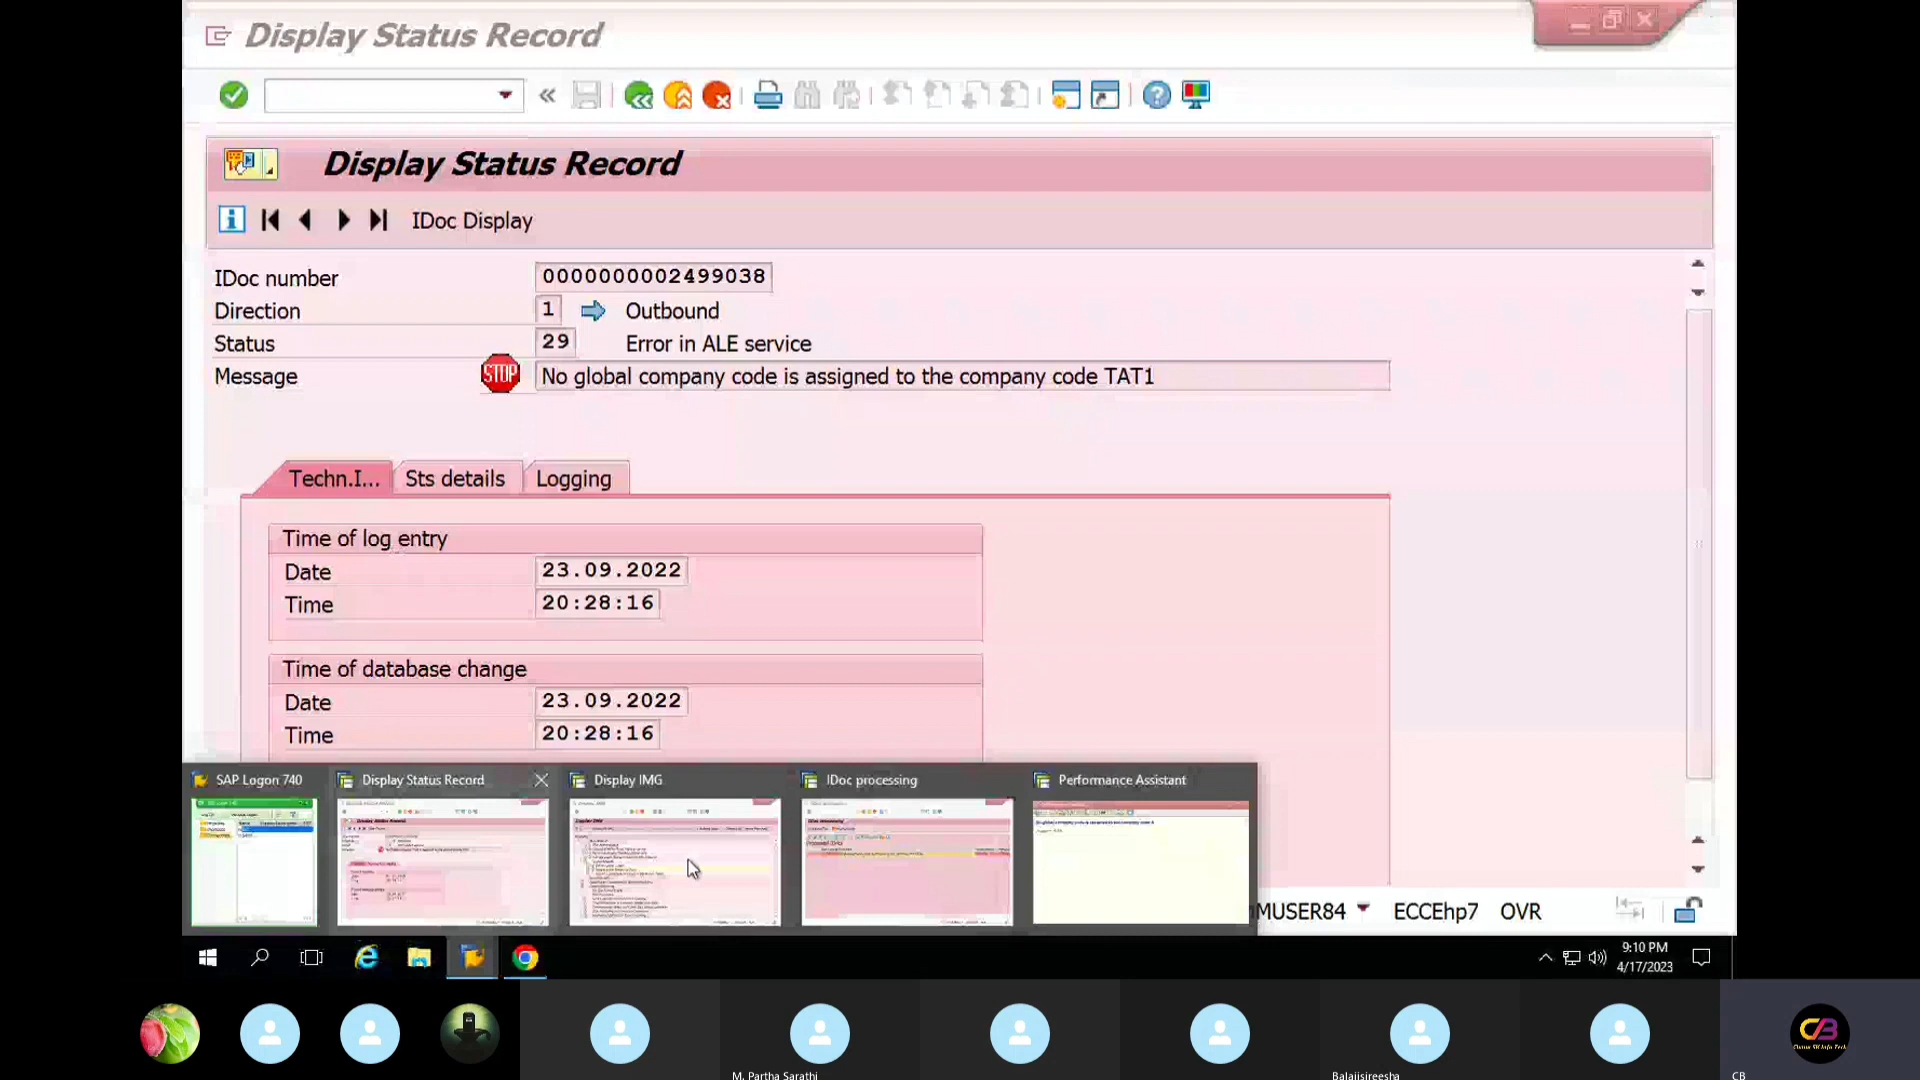 Display Status Record
Display Status Record
IDoc Display
IDoc number 0000000002499038
Direction 1 Outbound
Status 29 Error in ALE service
Message STOP No global company code is assigned to the company code TAT1
Techn.I... Sts details Logging
Time of log entry
Date 23.09.2022
Time 20:28:16
Time of database change
Date 23.09.2022
Time 20:28:16
SAP Logon 740 Display Status Record Display IMG IDoc processing Performance Assistant
MUSER84 ECCEhp7 OVR
9:10 PM
4/17/2023
M. Partha Sarathi Balajisireesha CB